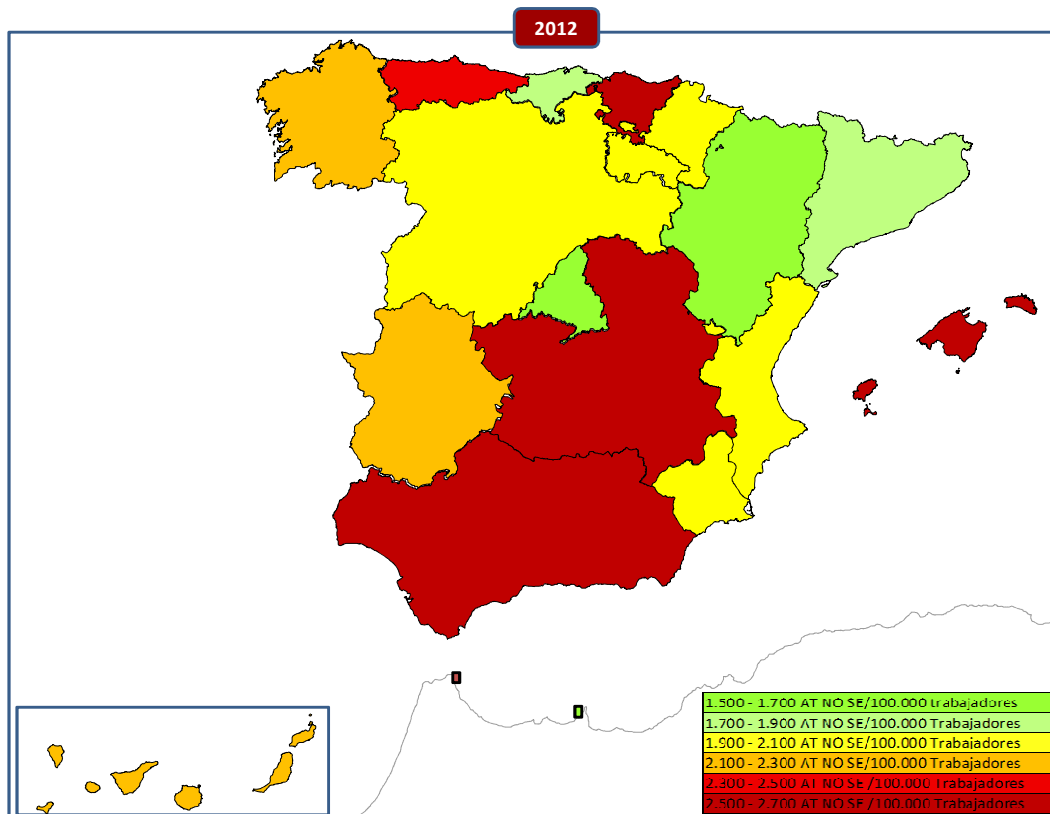 2012
1.500 - 1.700 AT NO SE/100.000 trabajadores
1.700 - 1.900 AT NO SE/100.000 Trabajadores
1.900 - 2.100 AT NO SE/100.000 Trabajadores
2.100 - 2.300 AT NO SE/100.000 Trabajadores
2.300 - 2.500 AT NO SE /100.000 Trabajadores
2.500 - 2.700 AT NO SE /100.000 Trabajadores